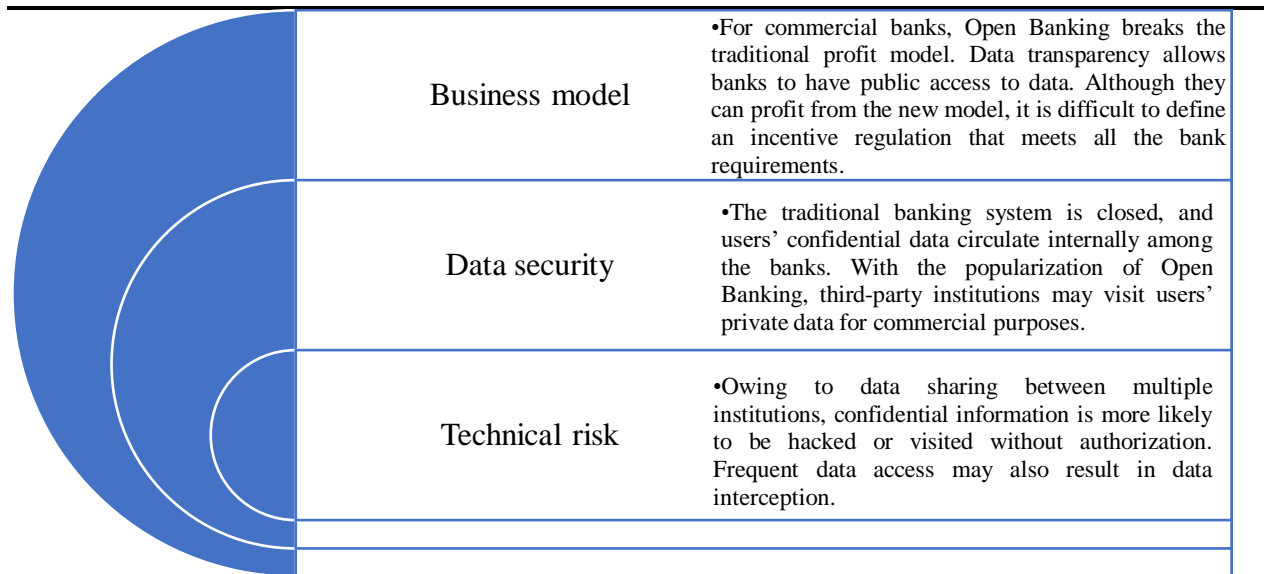 Business model
•For commercial banks, Open Banking breaks the
traditional profit model. Data transparency allows
banks to have public access to data. Although they
can profit from the new model, it is difficult to define
an incentive regulation that meets all the bank
requirements.
Data security
•The traditional banking system is closed, and
users’ confidential data circulate internally among
the banks. With the popularization of Open
Banking, third-party institutions may visit users’
private data for commercial purposes.
Technical risk
•Owing to data sharing between multiple
institutions, confidential information is more likely
to be hacked or visited without authorization.
Frequent data access may also result in data
interception.